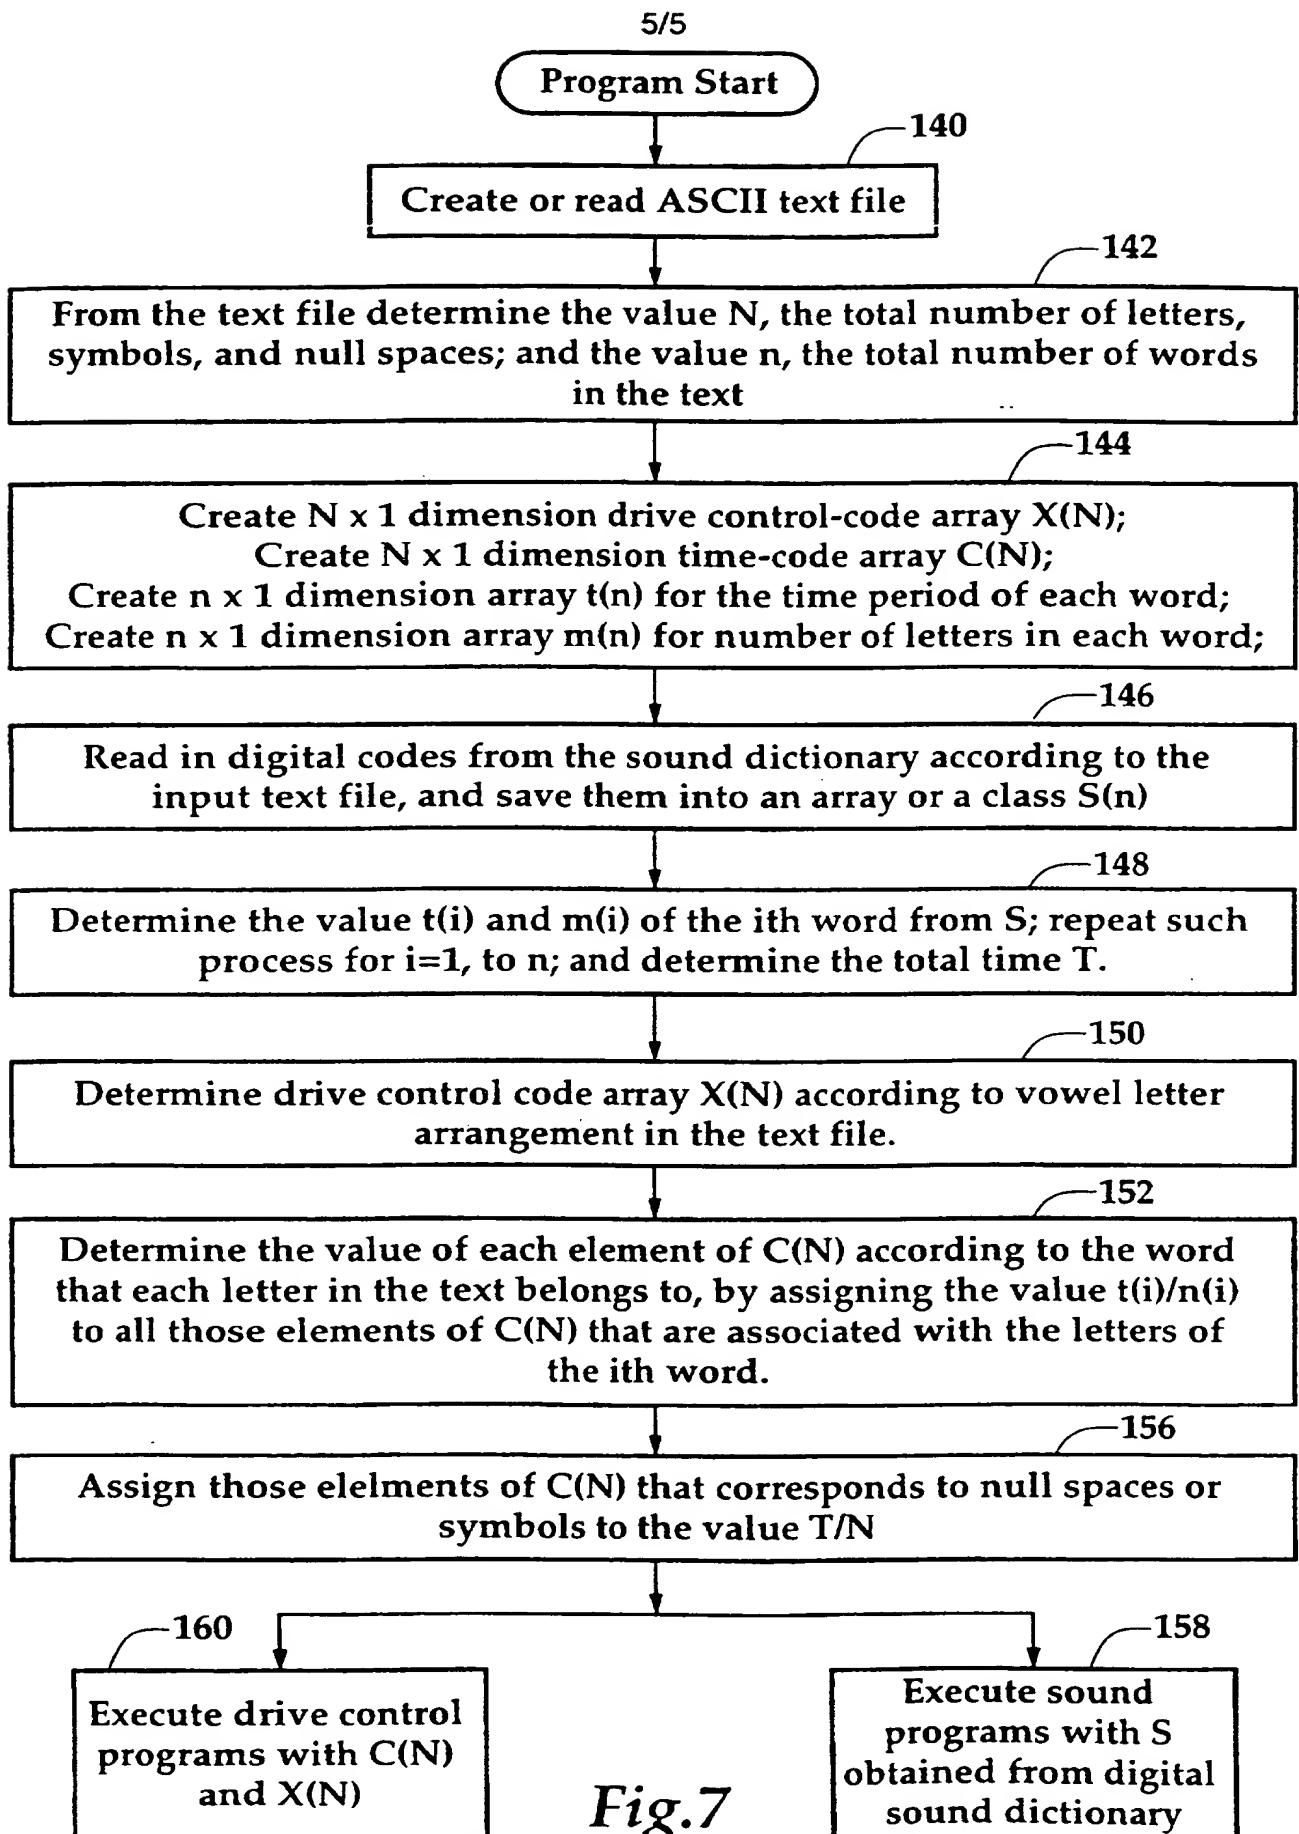 5/5
Program Start
140
Create or read ASCII text file
142
From the text file determine the value N, the total number of letters,
symbols, and null spaces; and the value n, the total number of words
in the text
144
Create N x 1 dimension drive control-code array X(N);
Create N x 1 dimension time-code array C(N);
Create n x 1 dimension array t(n) for the time period of each word;
Create n x 1 dimension array m(n) for number of letters in each word;
146
Read in digital codes from the sound dictionary according to the
input text file, and save them into an array or a class S(n)
148
Determine the value t(i) and m(i) of the ith word from S; repeat such
process for i=1, to n; and determine the total time T.
150
Determine drive control code array X(N) according to vowel letter
arrangement in the text file.
152
Determine the value of each element of C(N) according to the word
that each letter in the text belongs to, by assigning the value t(i)/n(i)
to all those elements of C(N) that are associated with the letters of
the ith word.
156
Assign those elelments of C(N) that corresponds to null spaces or
symbols to the value T/N
160
Execute drive control
programs with C(N)
and X(N)
158
Execute sound
programs with S
obtained from digital
sound dictionary
Fig.7